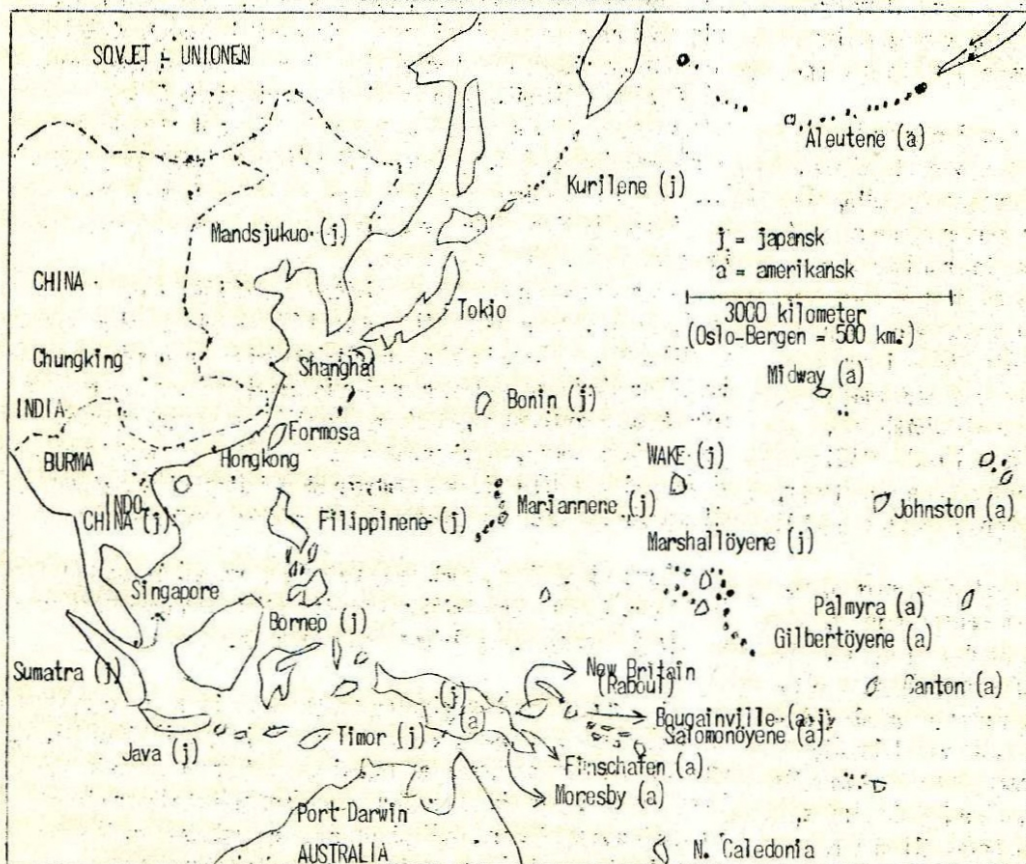 SOVJET - UNIONEN
Aleutene (a)
Kurilene (j)
Mandsjukuo (j)
j = japansk
a = amerikansk
CHINA
Tokio
3000 kilometer
(Oslo-Bergen = 500 km.)
Chungking
Shanghai
Midway (a)
INDIA
Bonin (j)
Formosa
BURMA
Hongkong
WAKE (j)
INDO
CHINA (j)
Filippinene (j)
Mariannene (j)
Johnston (a)
Marshallöyene (j)
Singapore
Borneo (j)
Palmyra (a)
Gilbertöyene (a)
Sumatra (j)
New Britain
(Raboul)
(j)
(a)
Canton (a)
Bougainville (a-j)
Salomonöyene (a)
Java (j)
Timor (j)
Finschafen (a)
Moresby (a)
Port Darwin
AUSTRALIA
N. Caledonia